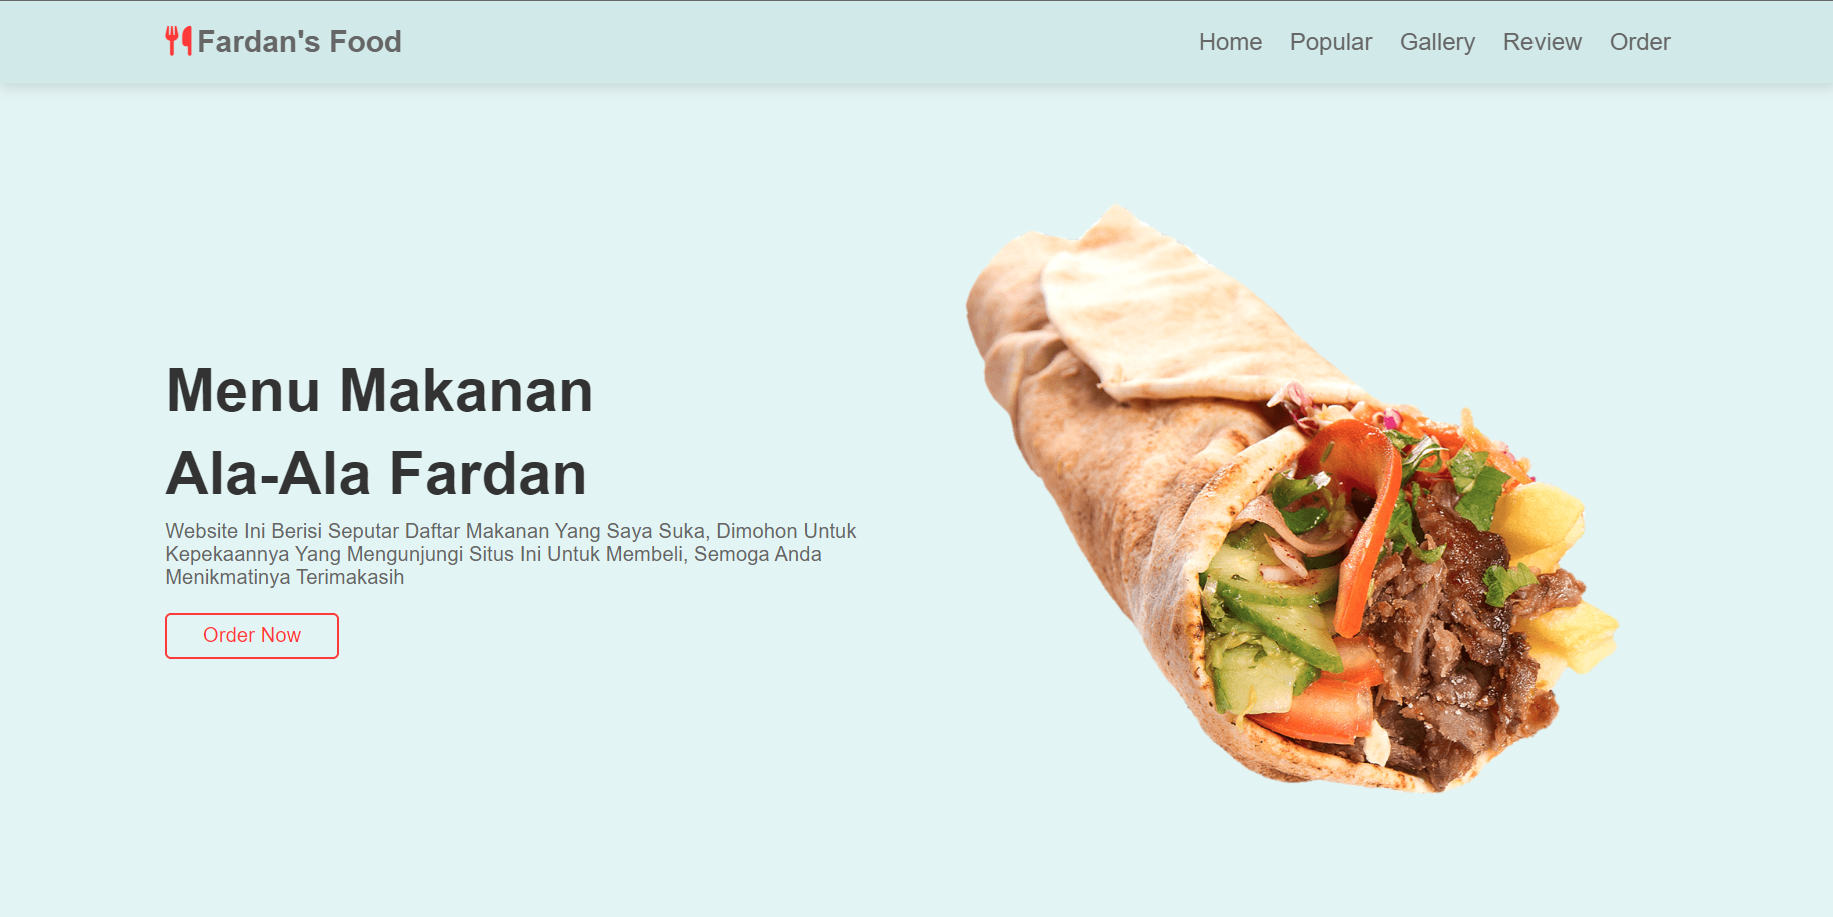 Fardan's Food
Home Popular Gallery Review Order
Menu Makanan
Ala-Ala Fardan
Website Ini Berisi Seputar Daftar Makanan Yang Saya Suka, Dimohon Untuk
Kepekaannya Yang Mengunjungi Situs Ini Untuk Membeli, Semoga Anda
Menikmatinya Terimakasih
Order Now